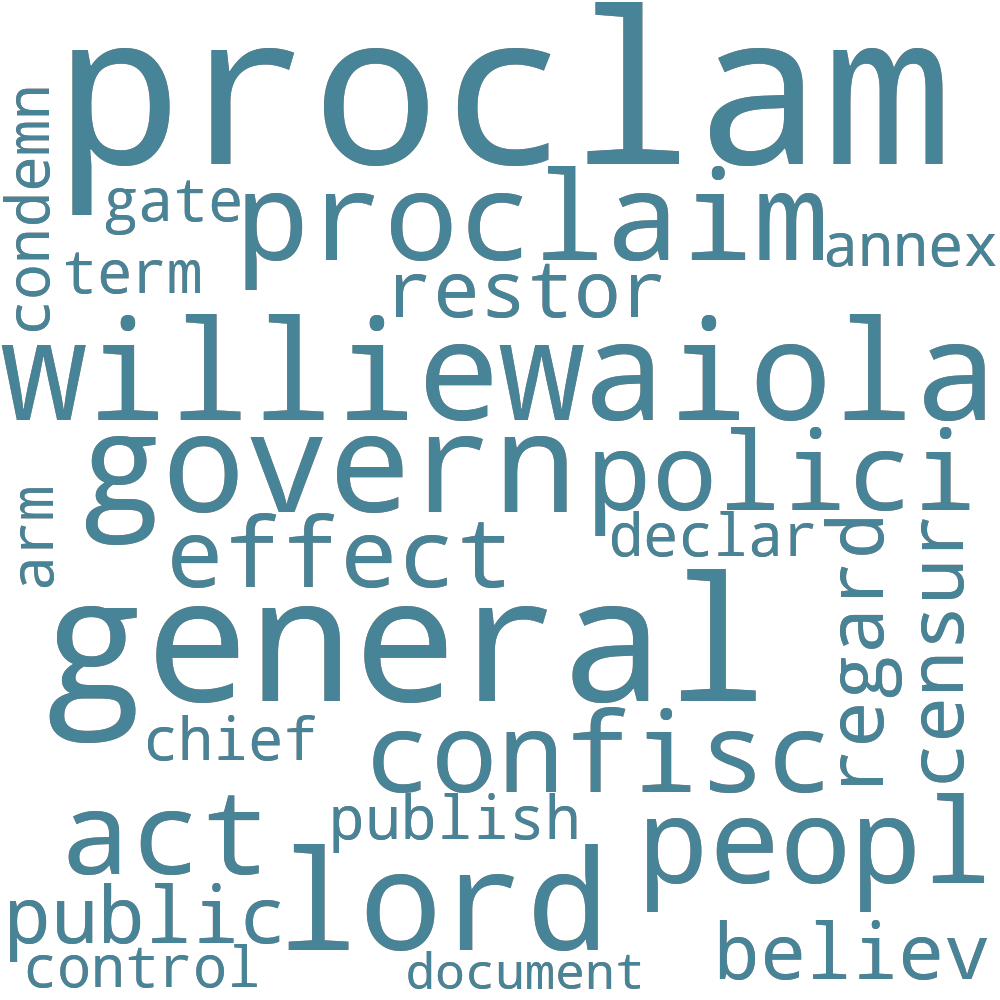 proclam
condemn
gate
proclaim
annex
term
restor
williewaiola
govern
polici
arm
effect
declar
regard
censuri
general
chief
confisc
act
publish
peopl
public
lord
believ
control
document